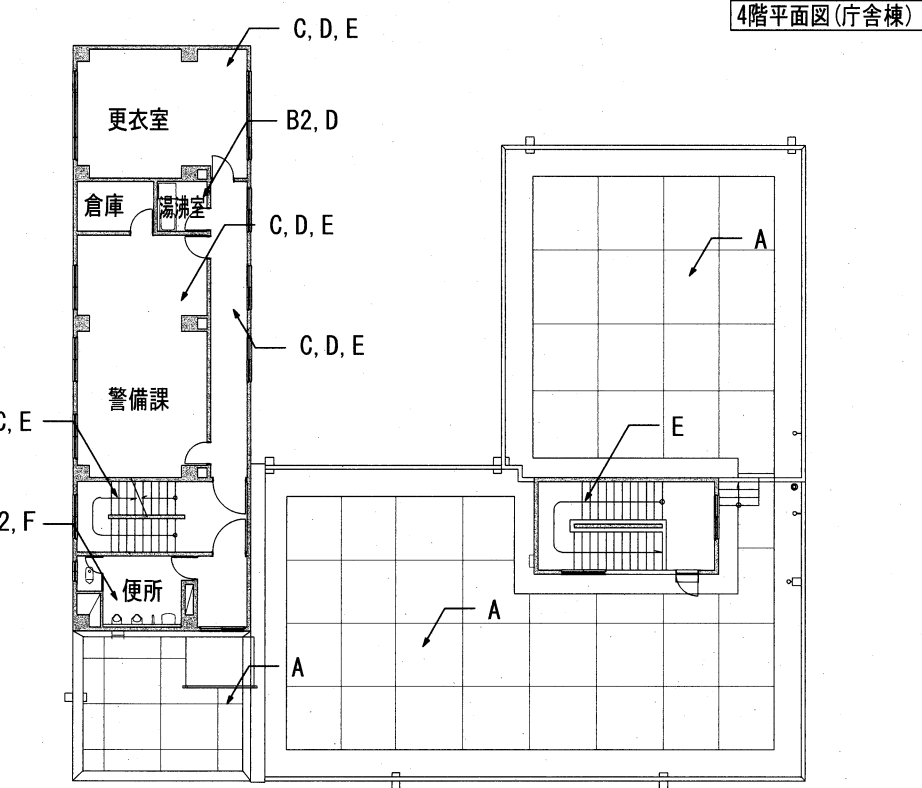 4階平面図(庁舎棟)
C, D, E
更衣室
B2, D
倉庫
湯沸室
C, D, E
A
C, D, E
警備課
C, E
E
2, F
便所
A
A